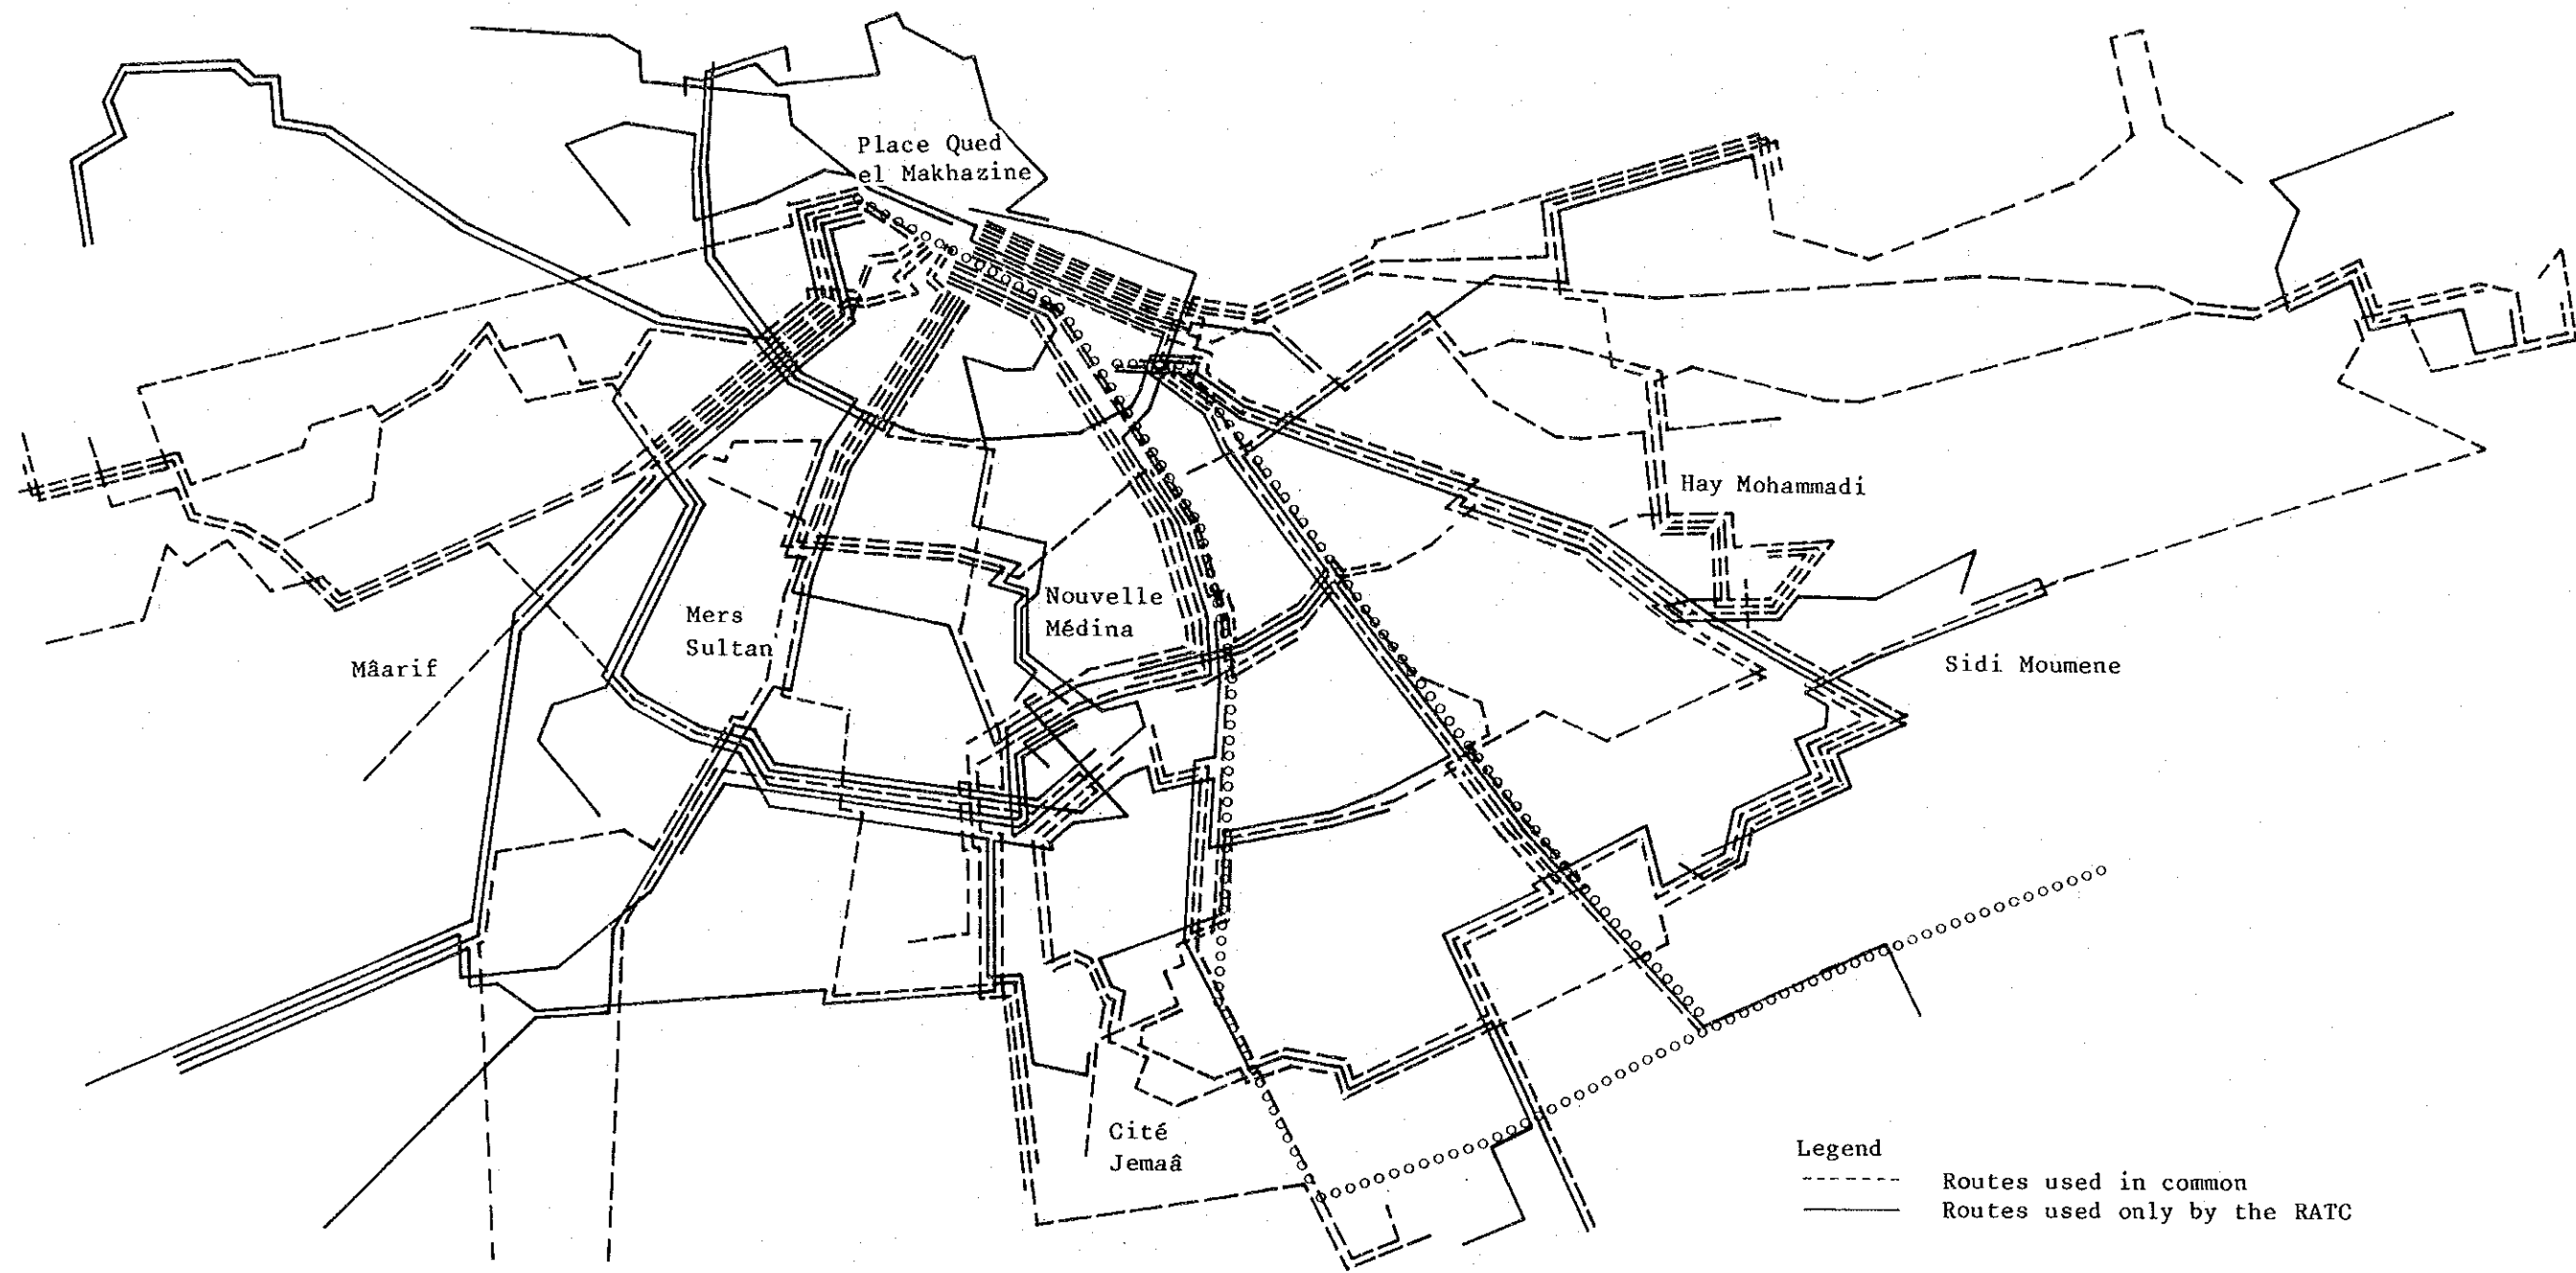 Place Qued
el Makhazine
Hay Mohammadi
Nouvelle
Médina
Mers
Sultan
Mâarif
Sidi Moumene
Cité
Jemaâ
Legend
Routes used in common
Routes used only by the RATC